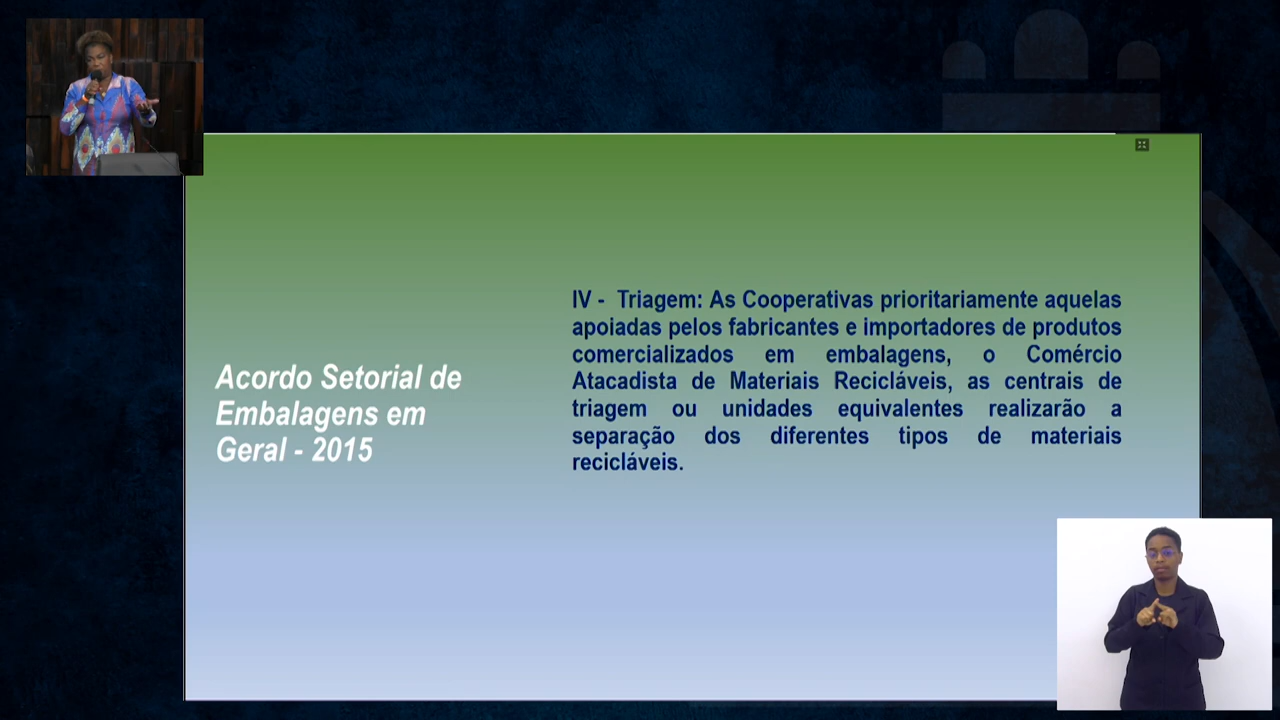 Acordo Setorial de
Embalagens em
Geral - 2015
IV - Triagem: As Cooperativas prioritariamente aquelas
apoiadas pelos fabricantes e importadores de produtos
comercializados em embalagens, o Comércio
Atacadista de Materiais Recicláveis, as centrais de
triagem ou unidades equivalentes realizarão a
separação dos diferentes tipos de materiais
recicláveis.